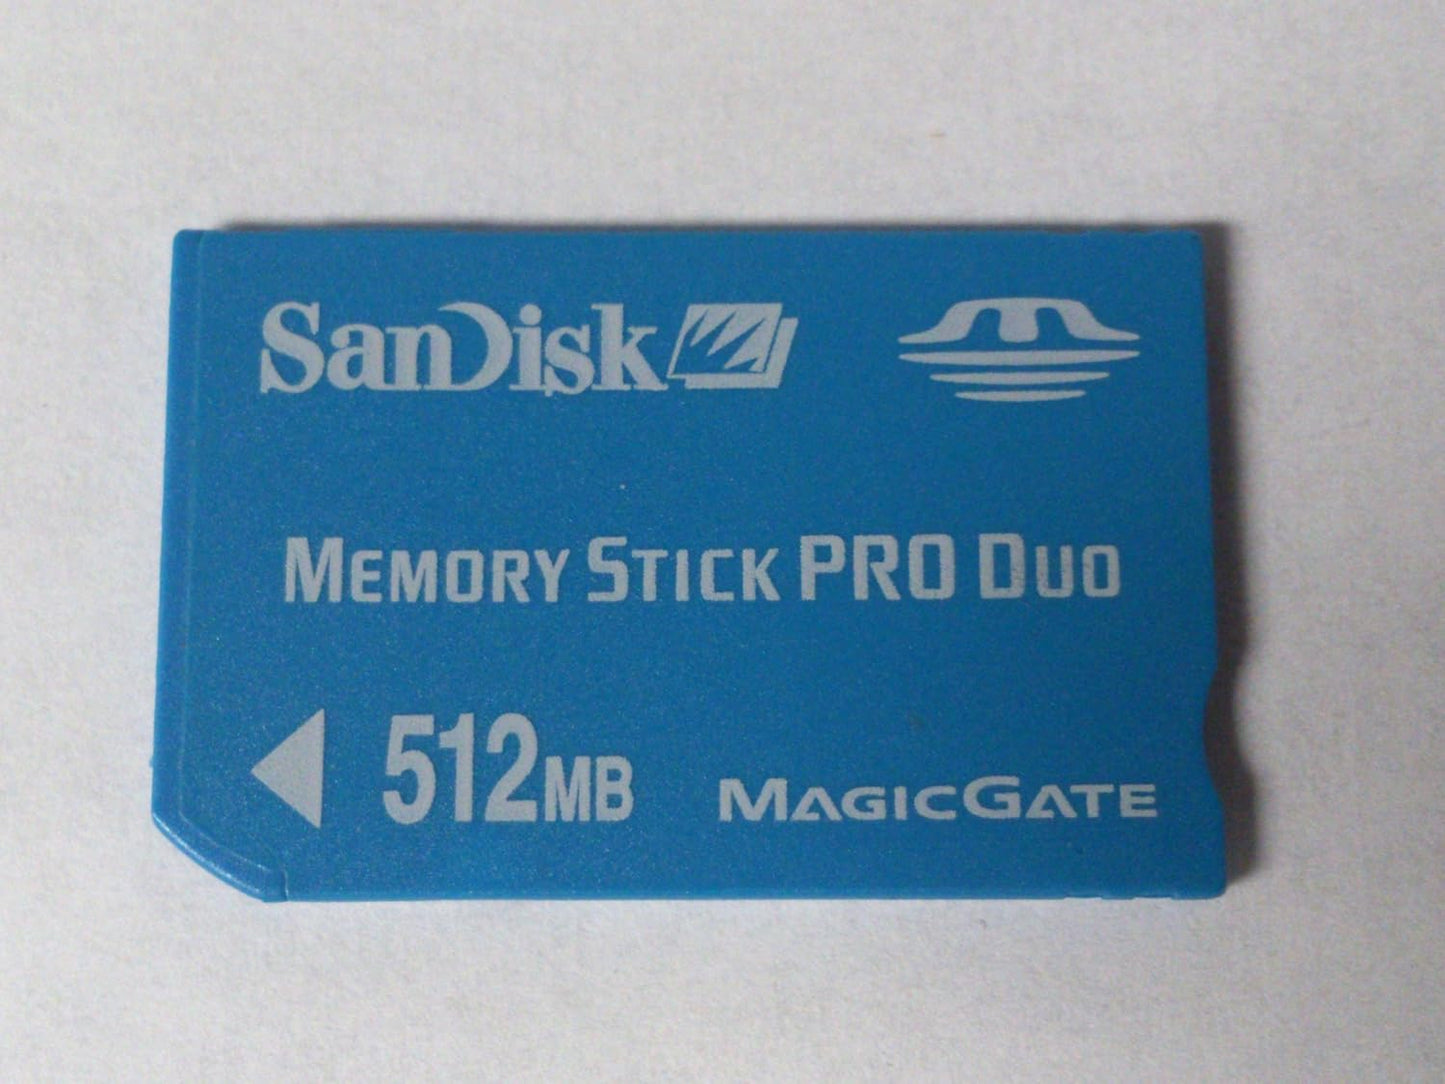 SanDisk
MEMORY STICK PRO DUO
512MB MAGICGATE